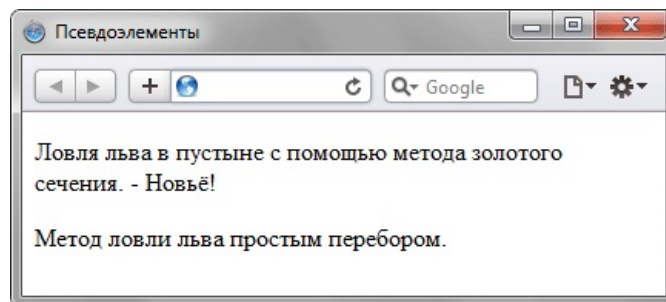 Псевдоэлементы
Google
Ловля льва в пустыне с помощью метода золотого
сечения. - Новьё!
Метод ловли льва простым перебором.